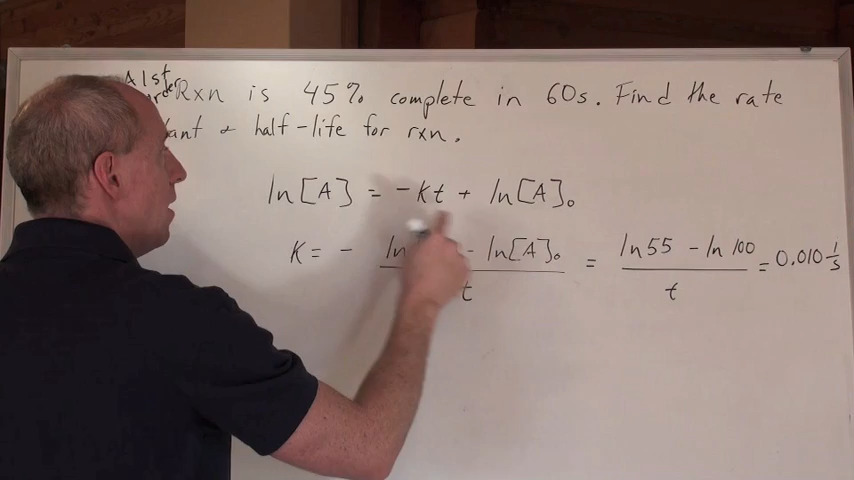 A 1st
order Rxn is 45% complete in 60s. Find the rate
& half-life for rxn.
ln[A] = -kt + ln[A]₀
K = - ln - ln[A]₀ / t = ln55 - ln100 / t = 0.010 1/s